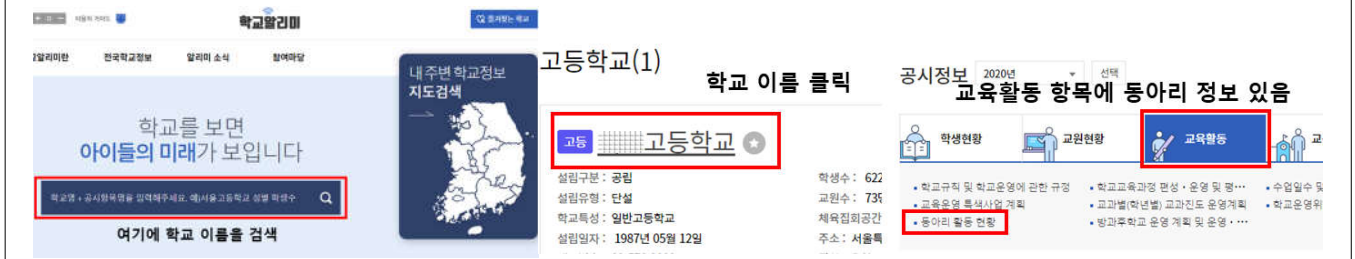 학교알리미
전국학교정보 알리미 소식 참여마당
내 주변 학교정보
지도검색
학교를 보면
아이들의 미래가 보입니다
여기에 학교 이름을 검색
고등학교(1)
학교 이름 클릭
고등 고등학교
설립구분 : 공립
학생수 : 622
설립유형 : 단설
교원수 : 739
학교특성 : 일반고등학교
체육집회공간
설립일자 : 1987년 05월 12일
주소 : 서울특
공시정보 2020년 선택
교육활동 항목에 동아리 정보 있음
학생현황 교원현황 교육활동
• 학교규칙 및 학교운영에 관한 규정 • 학교교육과정 편성 · 운영 및 평··· • 수업일수 및
• 교육운영 특색사업 계획 • 교과별(학년별) 교과진도 운영계획 • 학교운영위
• 동아리 활동 현황 • 방과후학교 운영 계획 및 운영 · ···